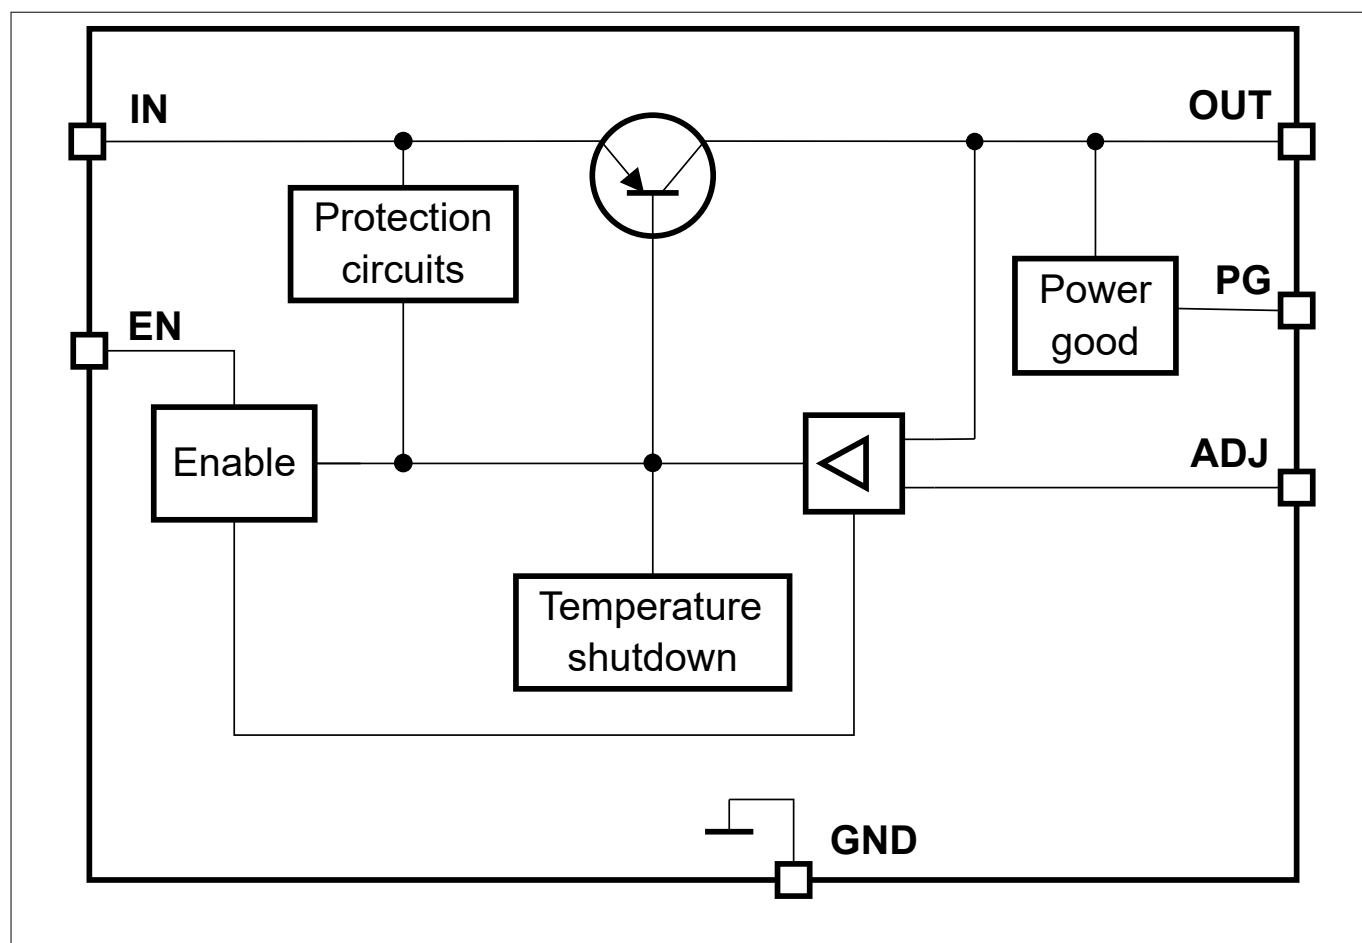 IN
OUT
Protection
circuits
Power
good
PG
EN
Enable
ADJ
Temperature
shutdown
GND